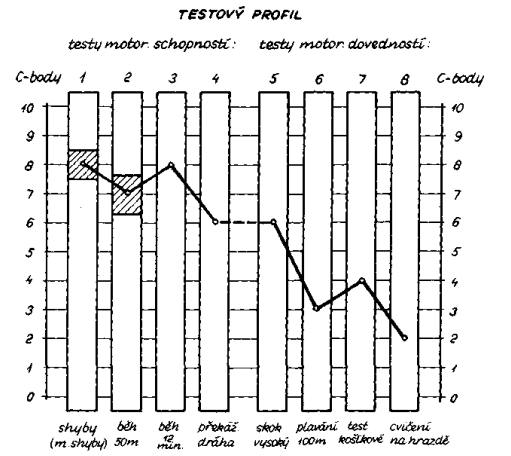 TESTOVÝ PROFIL
testy motor. schopností: testy motor. dovedností:
C-body 1 2 3 4 5 6 7 8 C-body
10 10
9 9
8 8
7 7
6 6
5 5
4 4
3 3
2 2
1 1
0 0
shyby běh běh překáž. skok plavání test cvičení
(m. shyby) 50m 12 min. dráha vysoký 100m košíkové na hrazdě